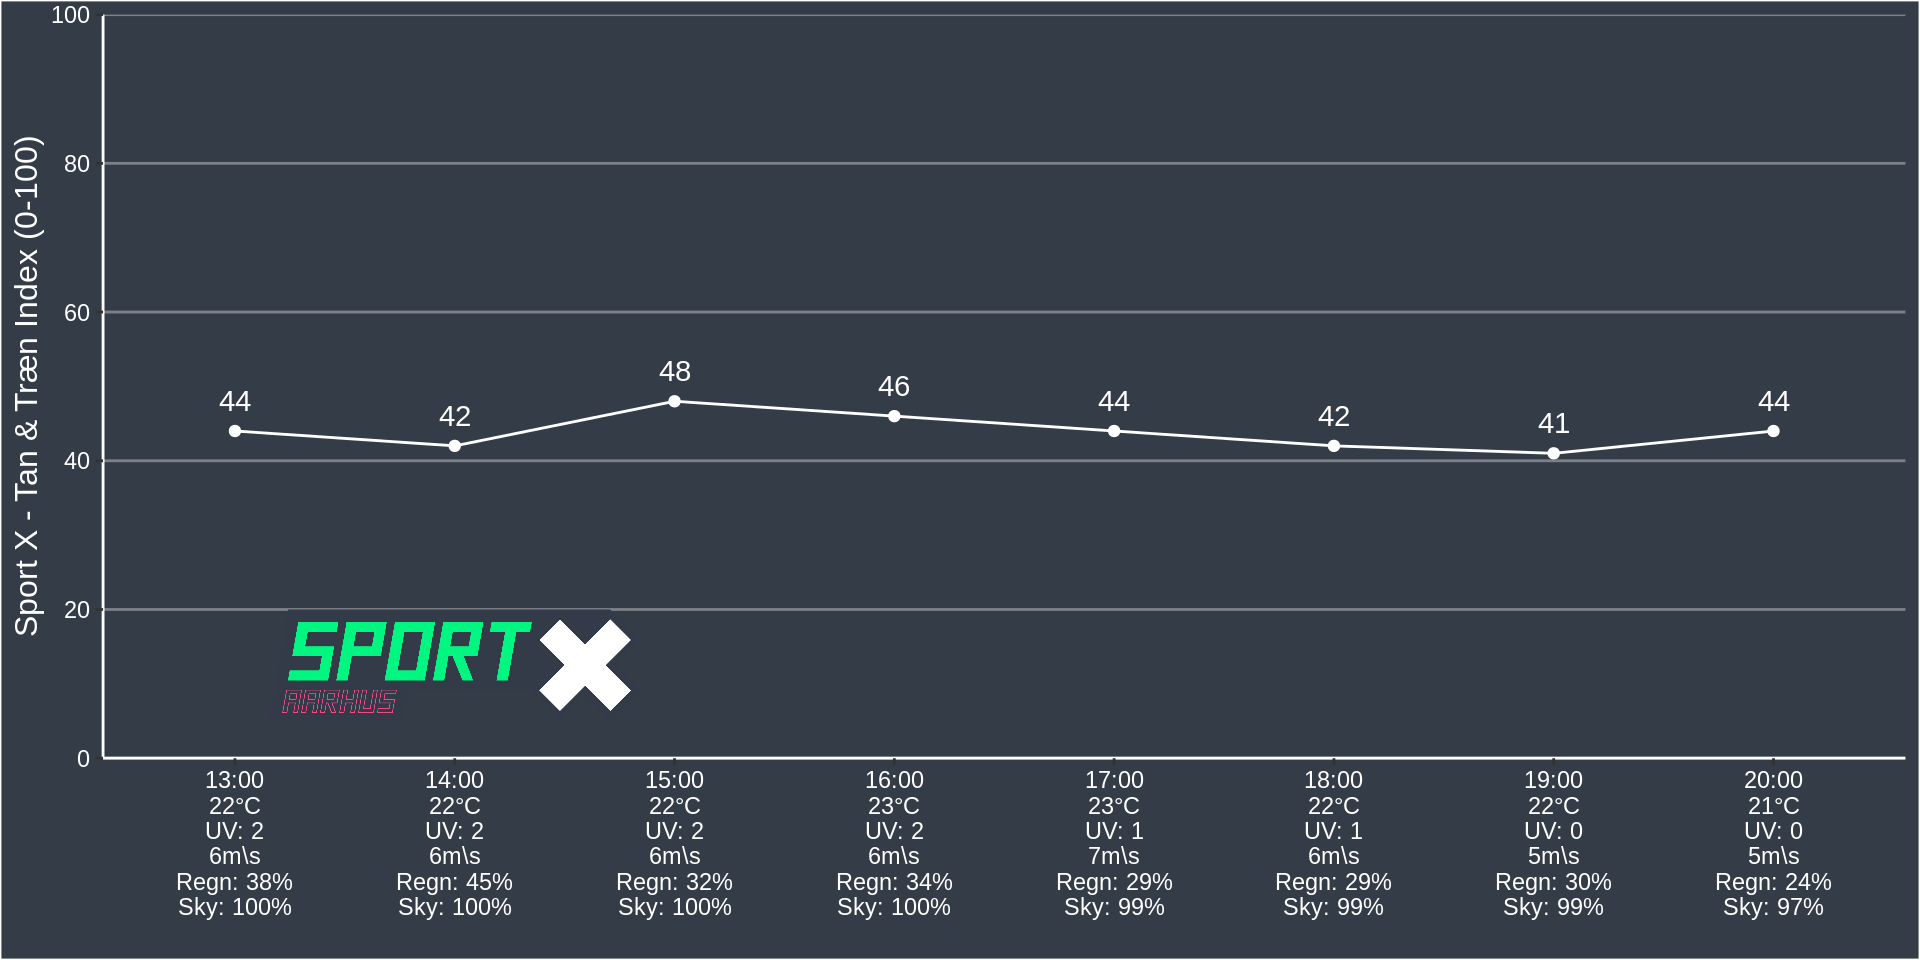 Sport X - Tan & Træn Index (0-100)
100
80
60
40
20
0
44
42
48
46
44
42
41
44
SPORT X
AARHUS
13:00
22°C
UV: 2
6m\s
Regn: 38%
Sky: 100%
14:00
22°C
UV: 2
6m\s
Regn: 45%
Sky: 100%
15:00
22°C
UV: 2
6m\s
Regn: 32%
Sky: 100%
16:00
23°C
UV: 2
6m\s
Regn: 34%
Sky: 100%
17:00
23°C
UV: 1
7m\s
Regn: 29%
Sky: 99%
18:00
22°C
UV: 1
6m\s
Regn: 29%
Sky: 99%
19:00
22°C
UV: 0
5m\s
Regn: 30%
Sky: 99%
20:00
21°C
UV: 0
5m\s
Regn: 24%
Sky: 97%